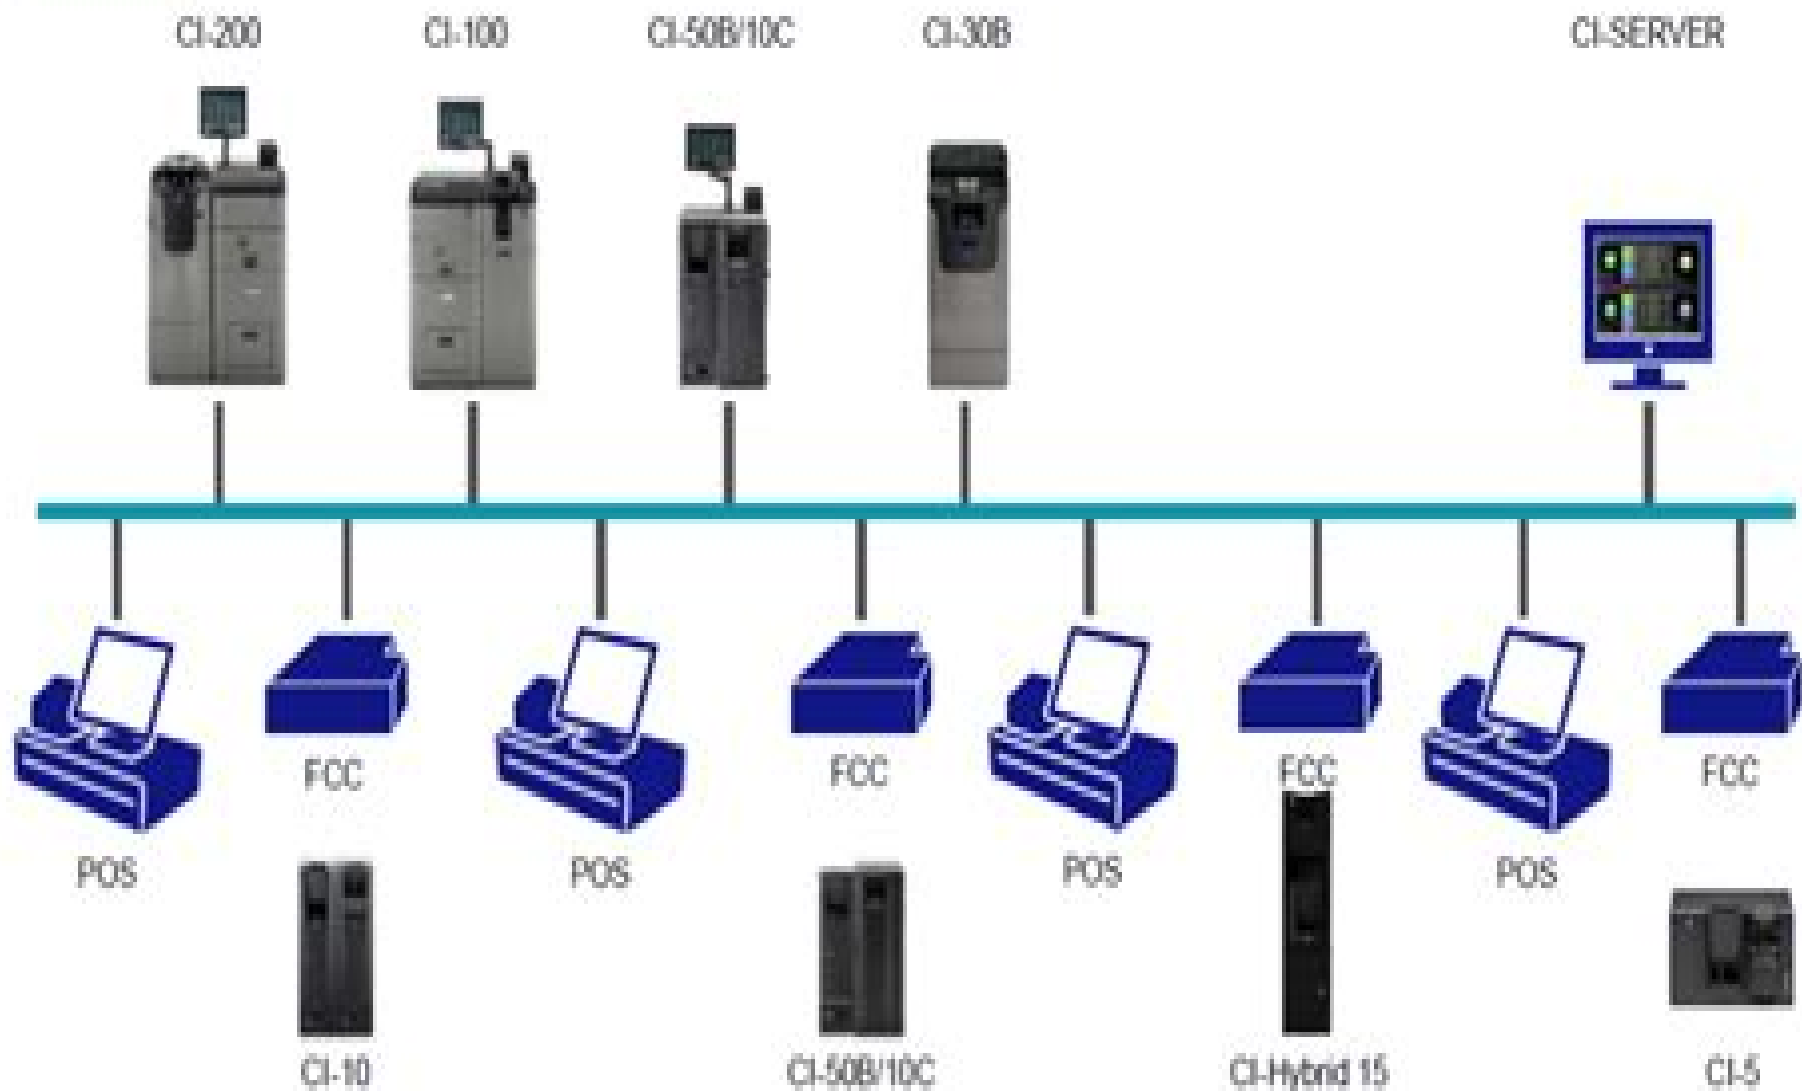 CI-200 CI-100 CI-50B/10C CI-30B CI-SERVER
FCC FCC FCC FCC
POS POS POS POS
CI-10 CI-50B/10C CI-Hybrid 15 CI-5